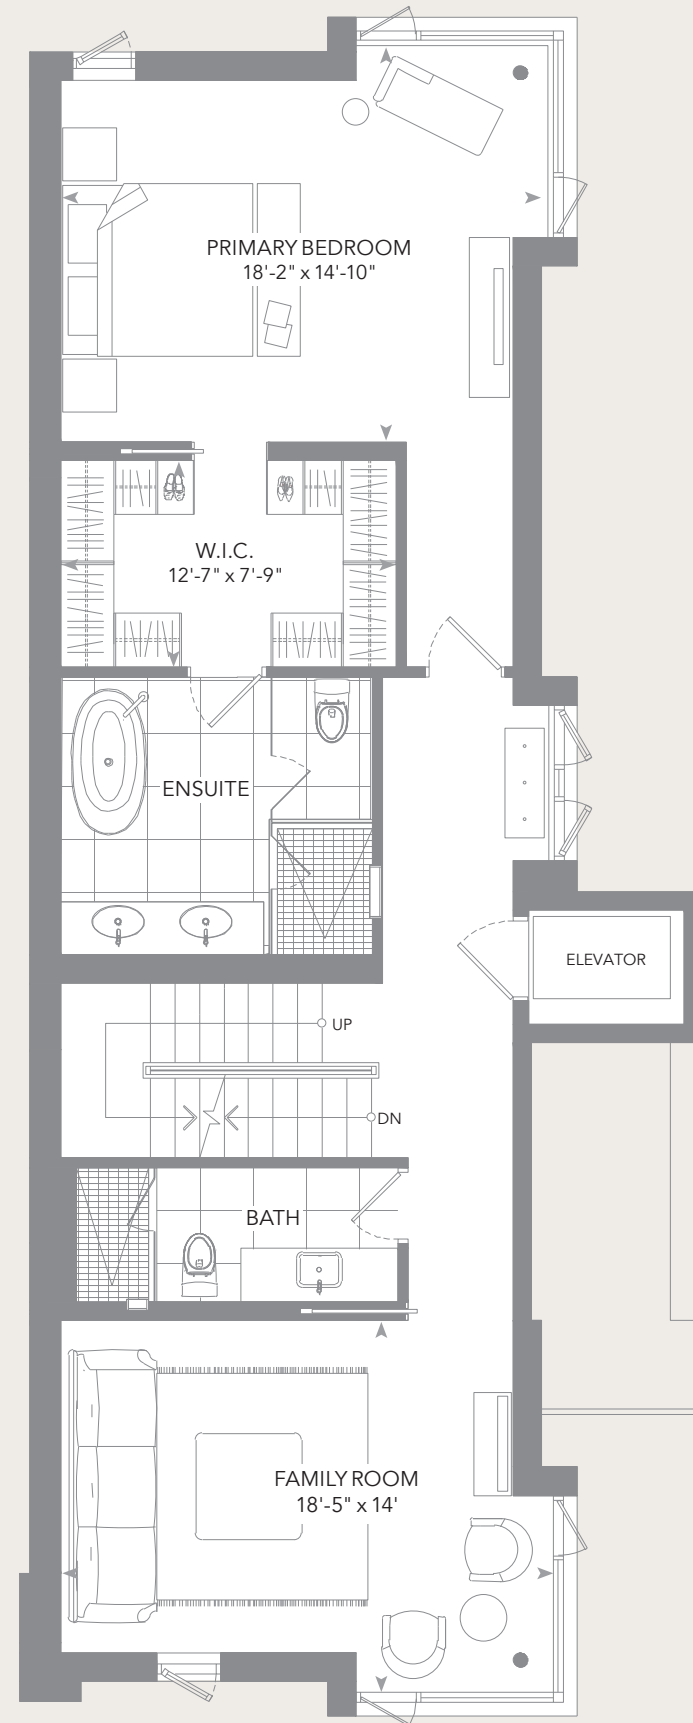 PRIMARY BEDROOM
18'-2" x 14'-10"
W.I.C.
12'-7" x 7'-9"
ENSUITE
ELEVATOR
UP
DN
BATH
FAMILY ROOM
18'-5" x 14'